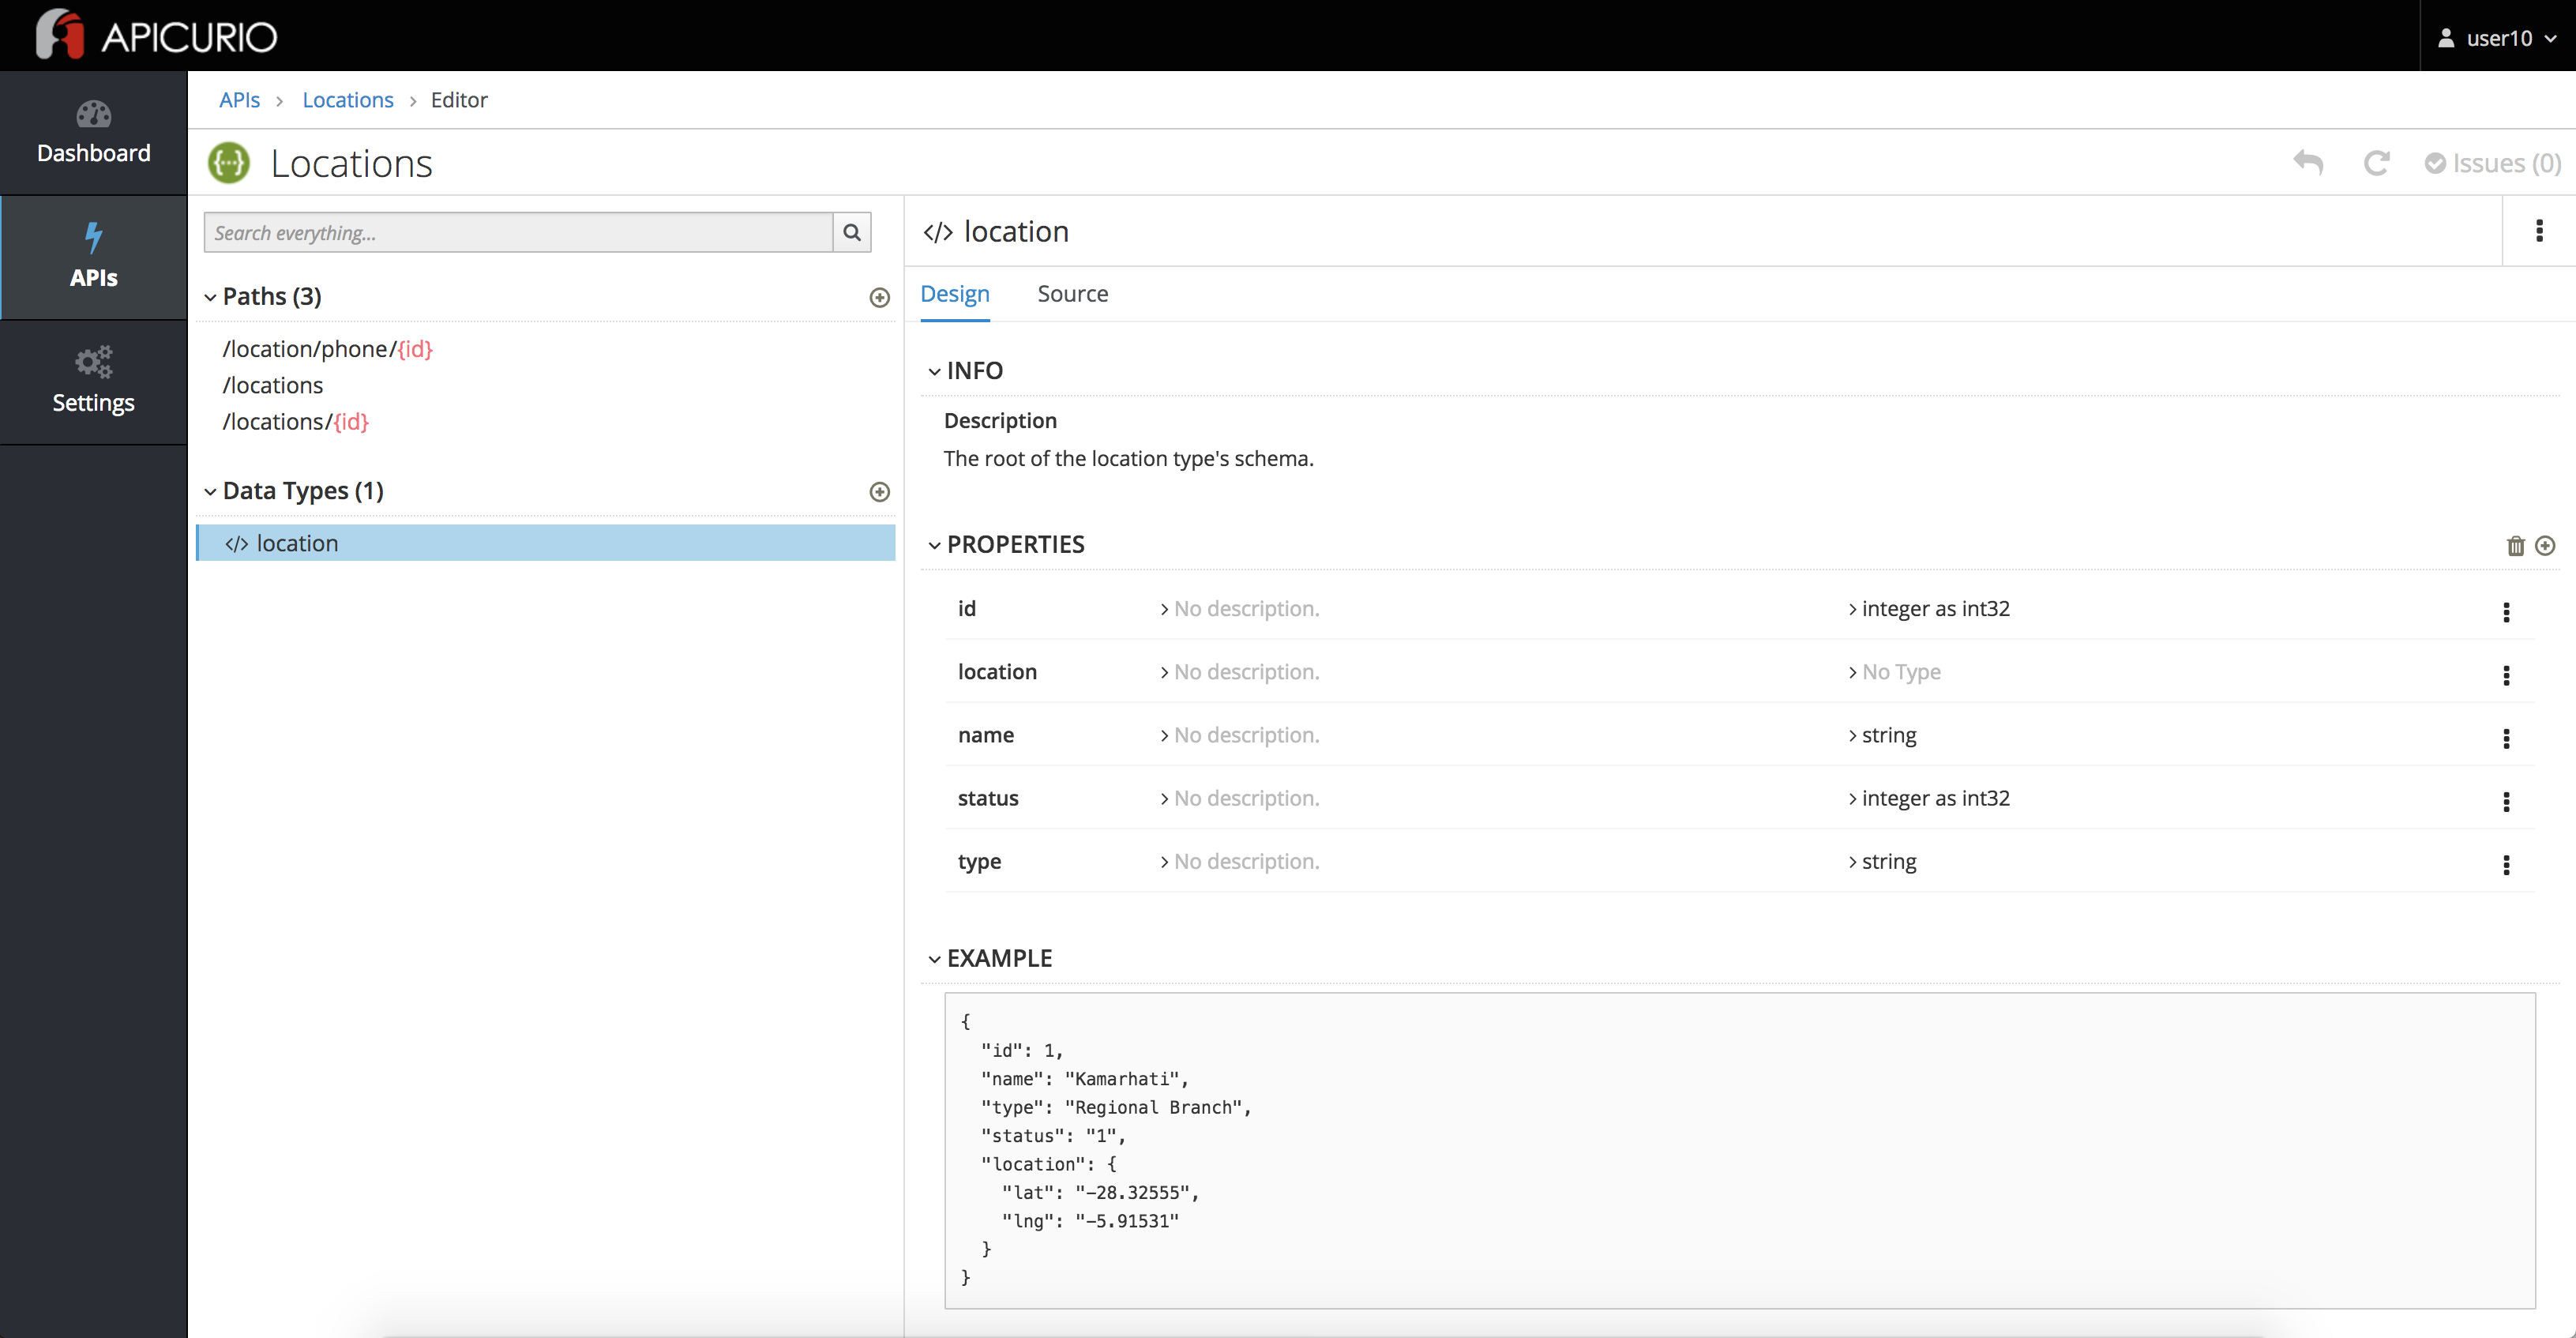 APICURIO
user10
Dashboard
APIs
Settings
APIs > Locations > Editor
Locations
Issues (0)
Search everything...
Paths (3)
/location/phone/{id}
/locations
/locations/{id}
Data Types (1)
</> location
</> location
Design Source
INFO
Description
The root of the location type's schema.
PROPERTIES
id No description. integer as int32
location No description. No Type
name No description. string
status No description. integer as int32
type No description. string
EXAMPLE
{
  "id": 1,
  "name": "Kamarhati",
  "type": "Regional Branch",
  "status": "1",
  "location": {
    "lat": "-28.32555",
    "lng": "-5.91531"
  }
}